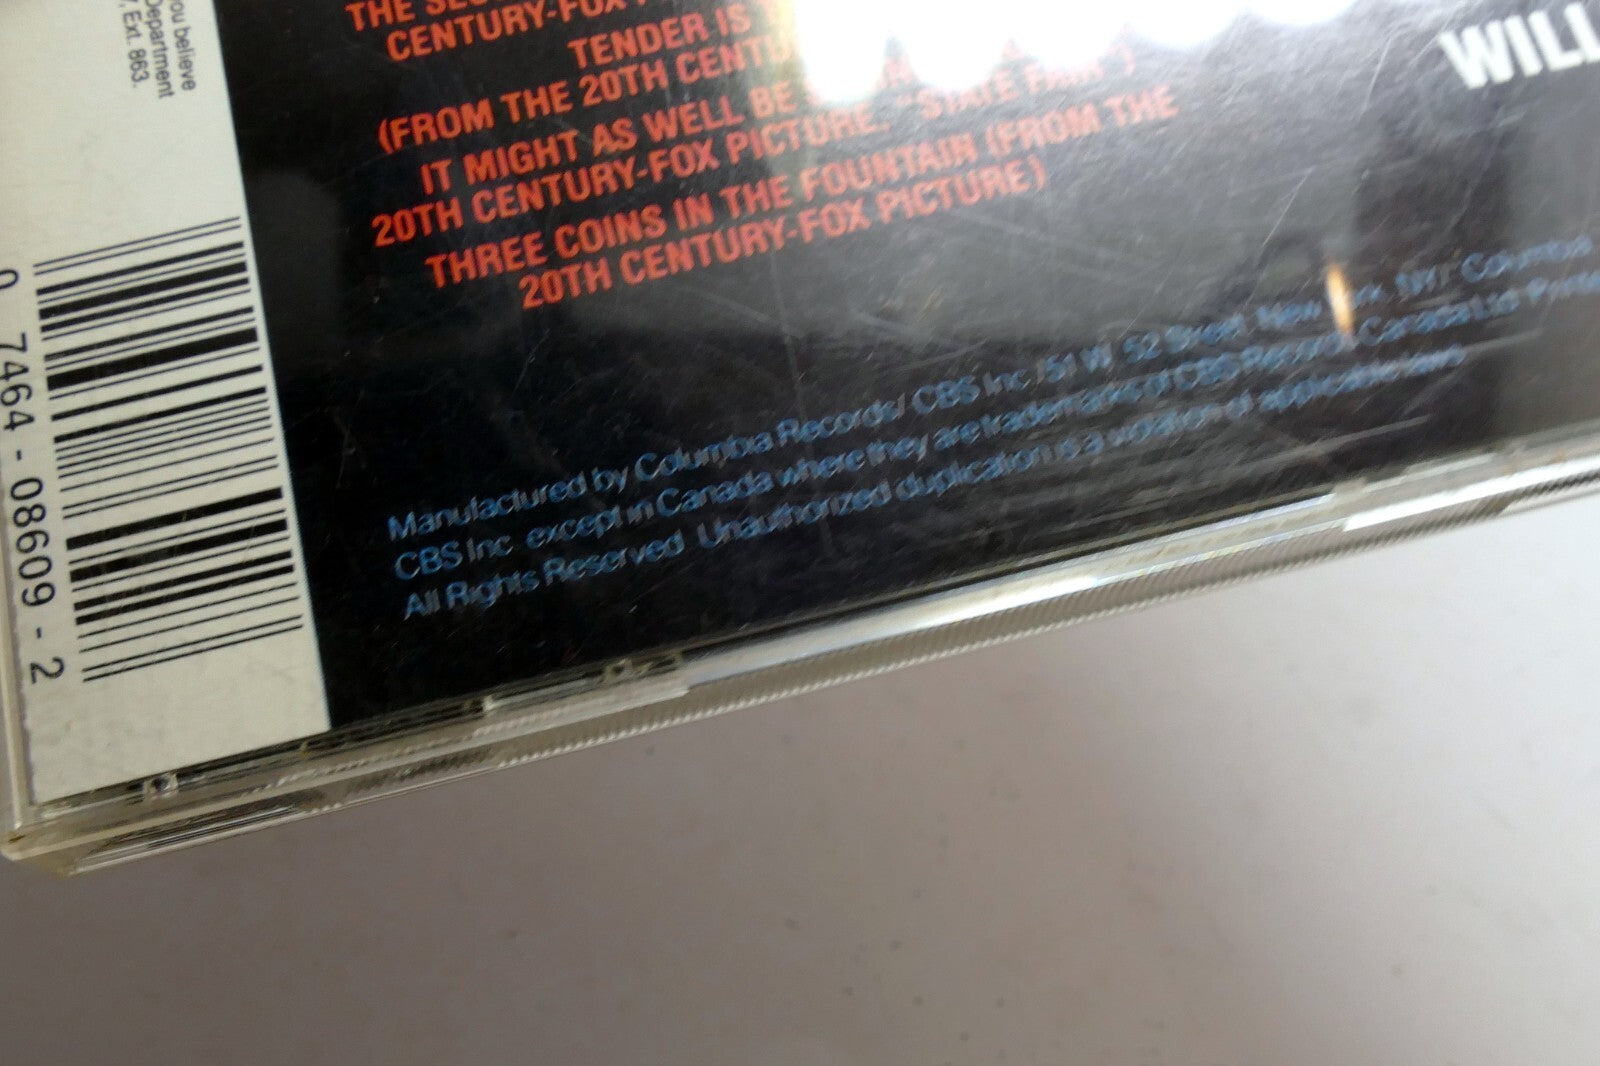 you believe
Department
Ext. 863.
0 7464-08609-2
THE
CENTURY-FOX
TENDER IS
(FROM THE 20TH
IT MIGHT AS WELL BE
20TH CENTURY-FOX PICTURE, "STATE FAIR")
THREE COINS IN THE FOUNTAIN (FROM THE
20TH CENTURY-FOX PICTURE)
WILL
Manufactured by Columbia Records/ CBS Inc. /51 W. 52 Street, New York, NY/ Columbia
CBS Inc. except in Canada where they are trademarks of CBS Records Canada Ltd.
All Rights Reserved. Unauthorized duplication is a violation of applicable laws.